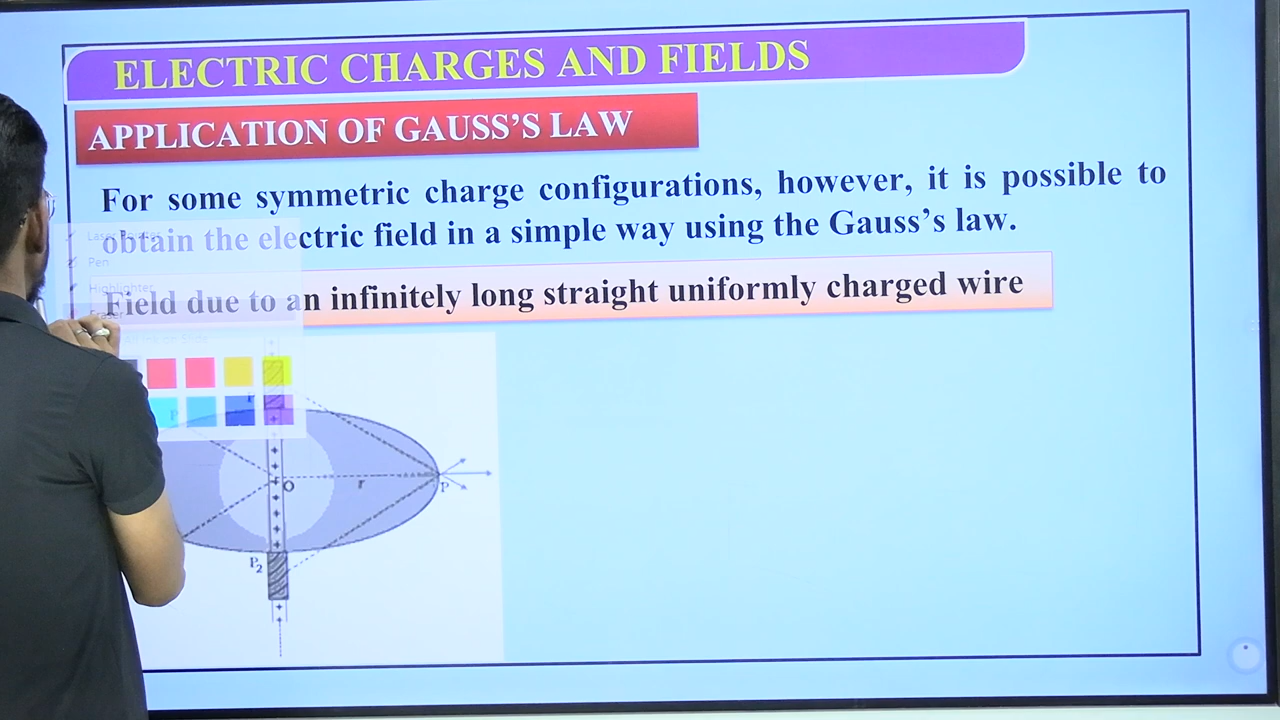 ELECTRIC CHARGES AND FIELDS
APPLICATION OF GAUSS’S LAW
For some symmetric charge configurations, however, it is possible to
obtain the electric field in a simple way using the Gauss’s law.
Laser Pointer
Pen
Highlighter
Field due to an infinitely long straight uniformly charged wire
O
r
P
P2